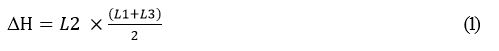 ΔH = L2 × (L1+L3)/2 (1)